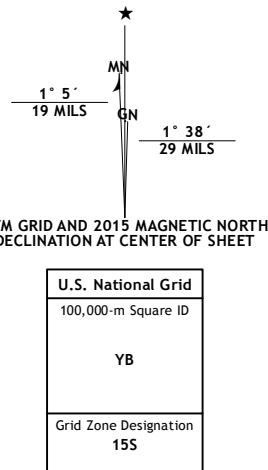 ★
MN
1° 5´
19 MILS
GN
1° 38´
29 MILS
GRID AND 2015 MAGNETIC NORTH
DECLINATION AT CENTER OF SHEET
U.S. National Grid
100,000-m Square ID
YB
Grid Zone Designation
15S